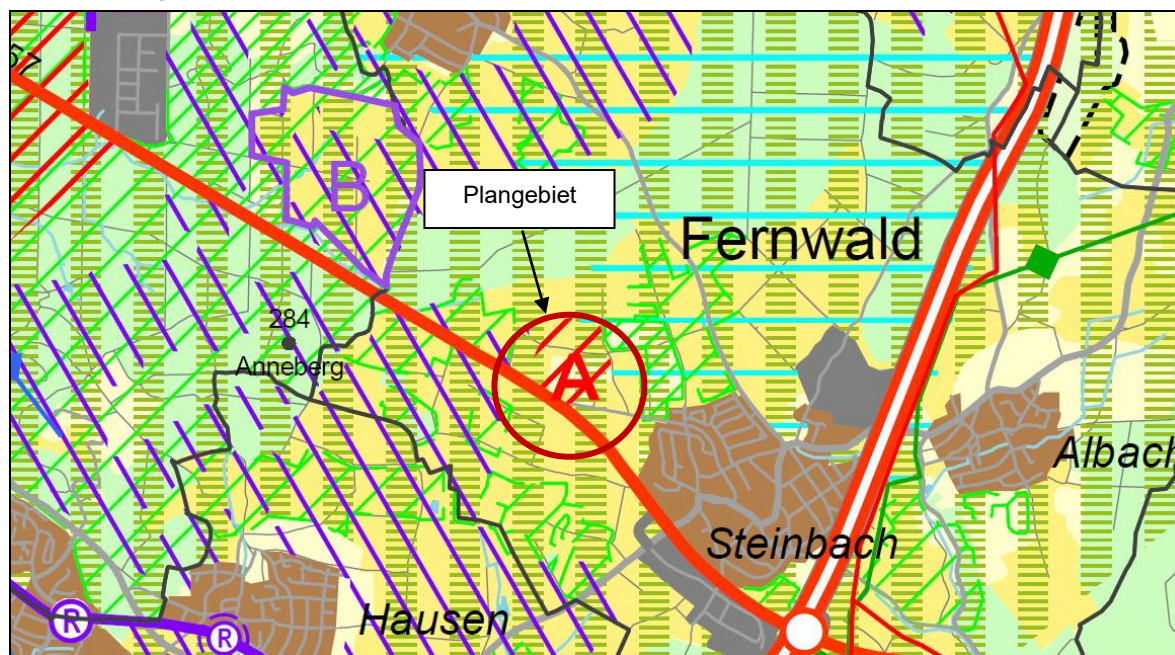 57
B
Plangebiet
Fernwald
284
Anneberg
A
Albach
Steinbach
Hausen
R
R